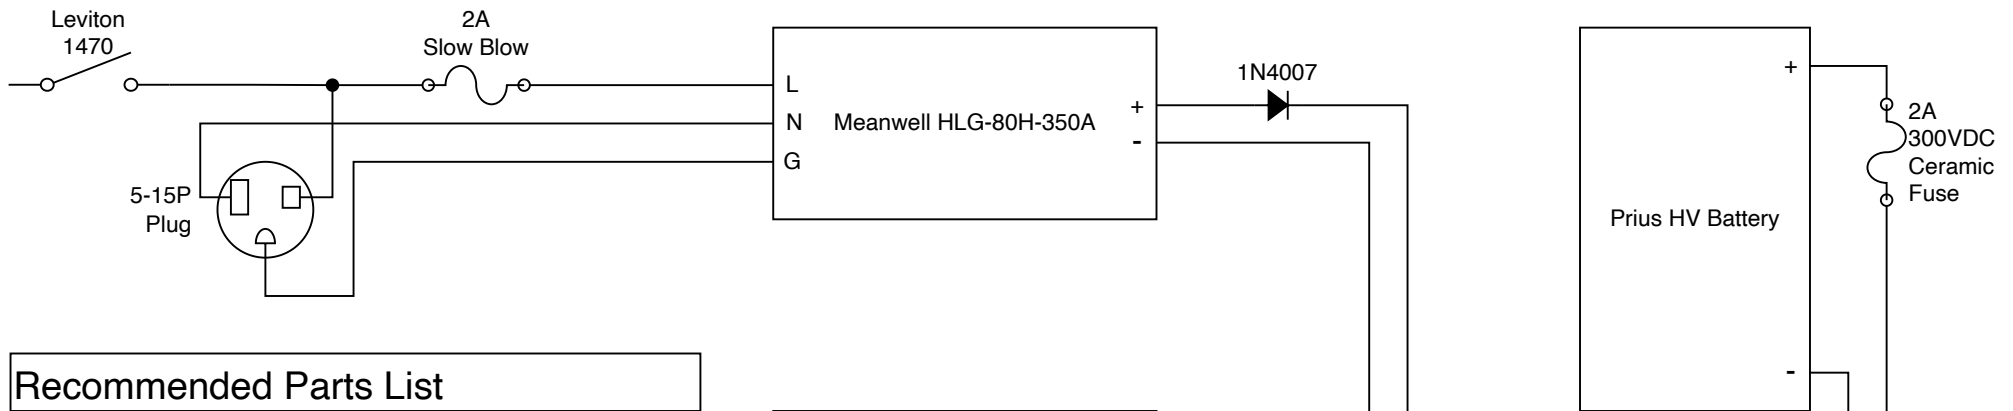 Leviton
1470
2A
Slow Blow
L
N
G
Meanwell HLG-80H-350A
+
-
1N4007
5-15P
Plug
Prius HV Battery
+
-
2A
300VDC
Ceramic
Fuse
Recommended Parts List